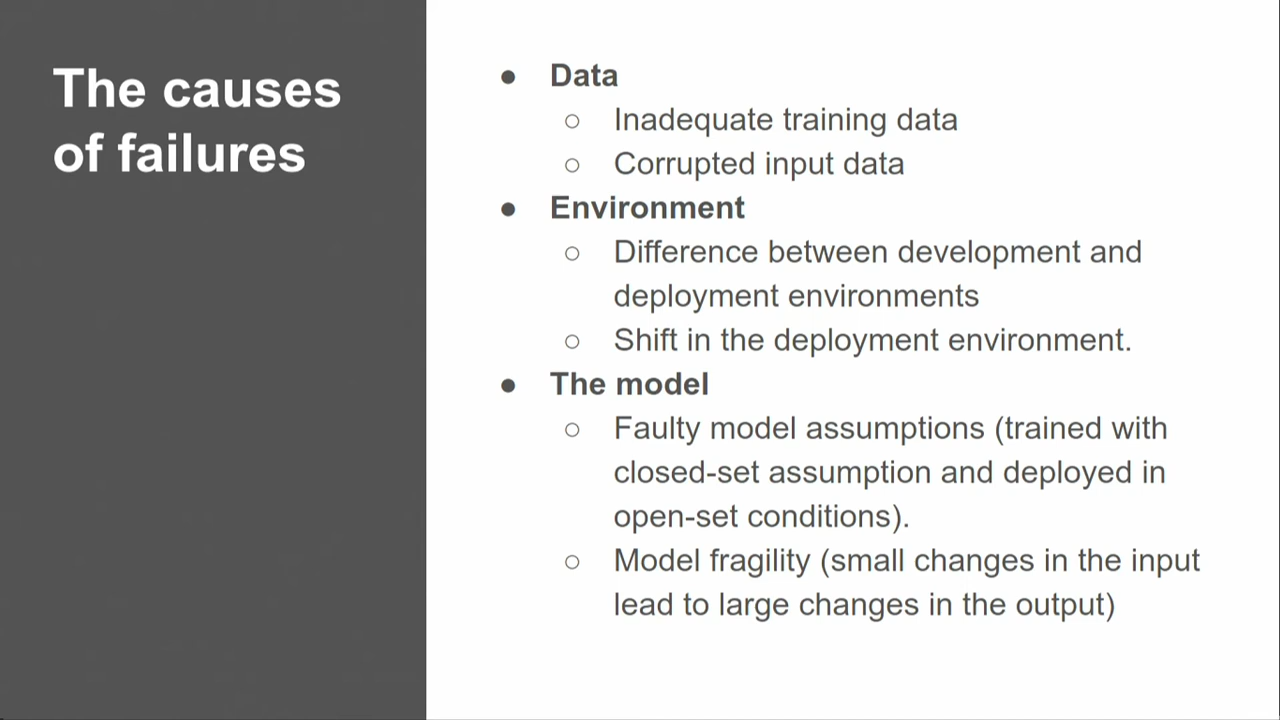 The causes
of failures
● Data
○ Inadequate training data
○ Corrupted input data
● Environment
○ Difference between development and
deployment environments
○ Shift in the deployment environment.
● The model
○ Faulty model assumptions (trained with
closed-set assumption and deployed in
open-set conditions).
○ Model fragility (small changes in the input
lead to large changes in the output)